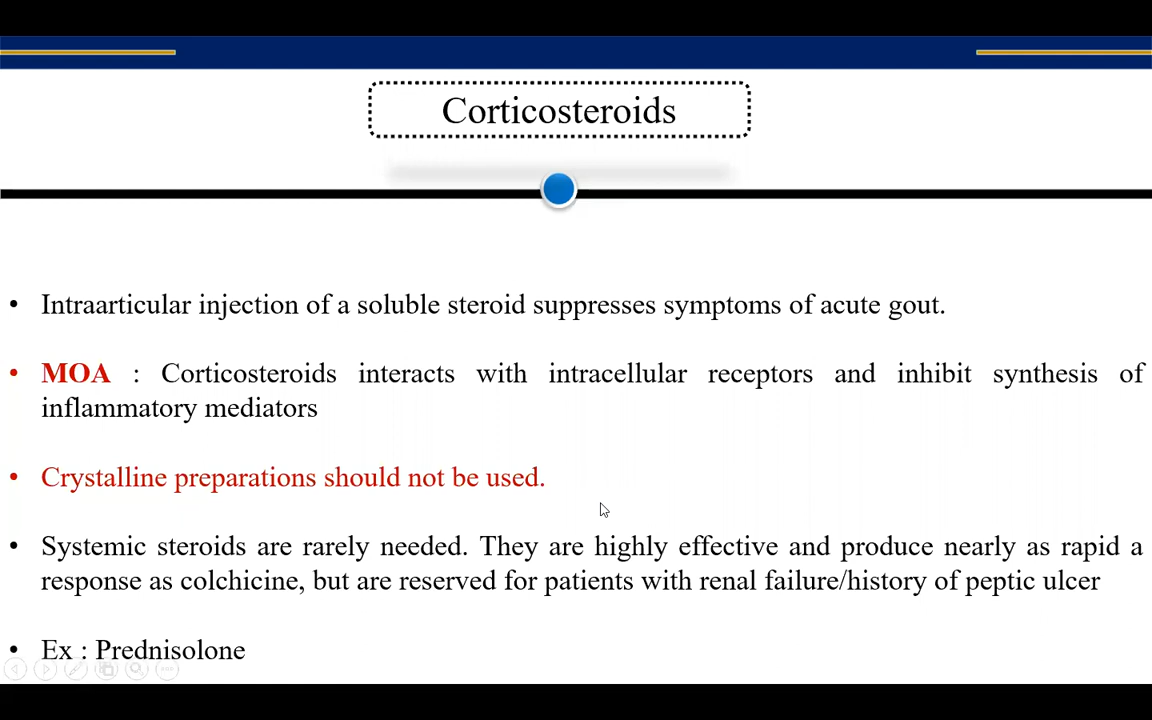 Corticosteroids
• Intraarticular injection of a soluble steroid suppresses symptoms of acute gout.
• MOA : Corticosteroids interacts with intracellular receptors and inhibit synthesis of
inflammatory mediators
• Crystalline preparations should not be used.
• Systemic steroids are rarely needed. They are highly effective and produce nearly as rapid a
response as colchicine, but are reserved for patients with renal failure/history of peptic ulcer
• Ex : Prednisolone